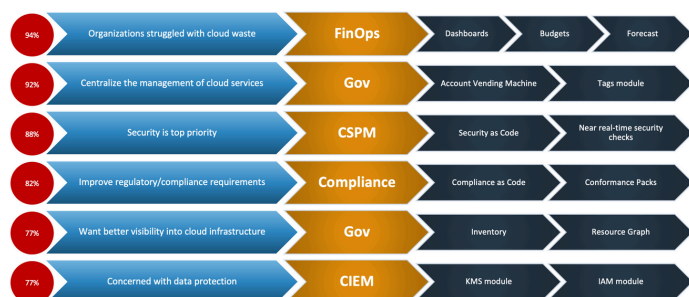 94%
Organizations struggled with cloud waste
FinOps
Dashboards
Budgets
Forecast
92%
Centralize the management of cloud services
Gov
Account Vending Machine
Tags module
88%
Security is top priority
CSPM
Security as Code
Near real-time security
checks
82%
Improve regulatory/compliance requirements
Compliance
Compliance as Code
Conformance Packs
77%
Want better visibility into cloud infrastructure
Gov
Inventory
Resource Graph
77%
Concerned with data protection
CIEM
KMS module
IAM module